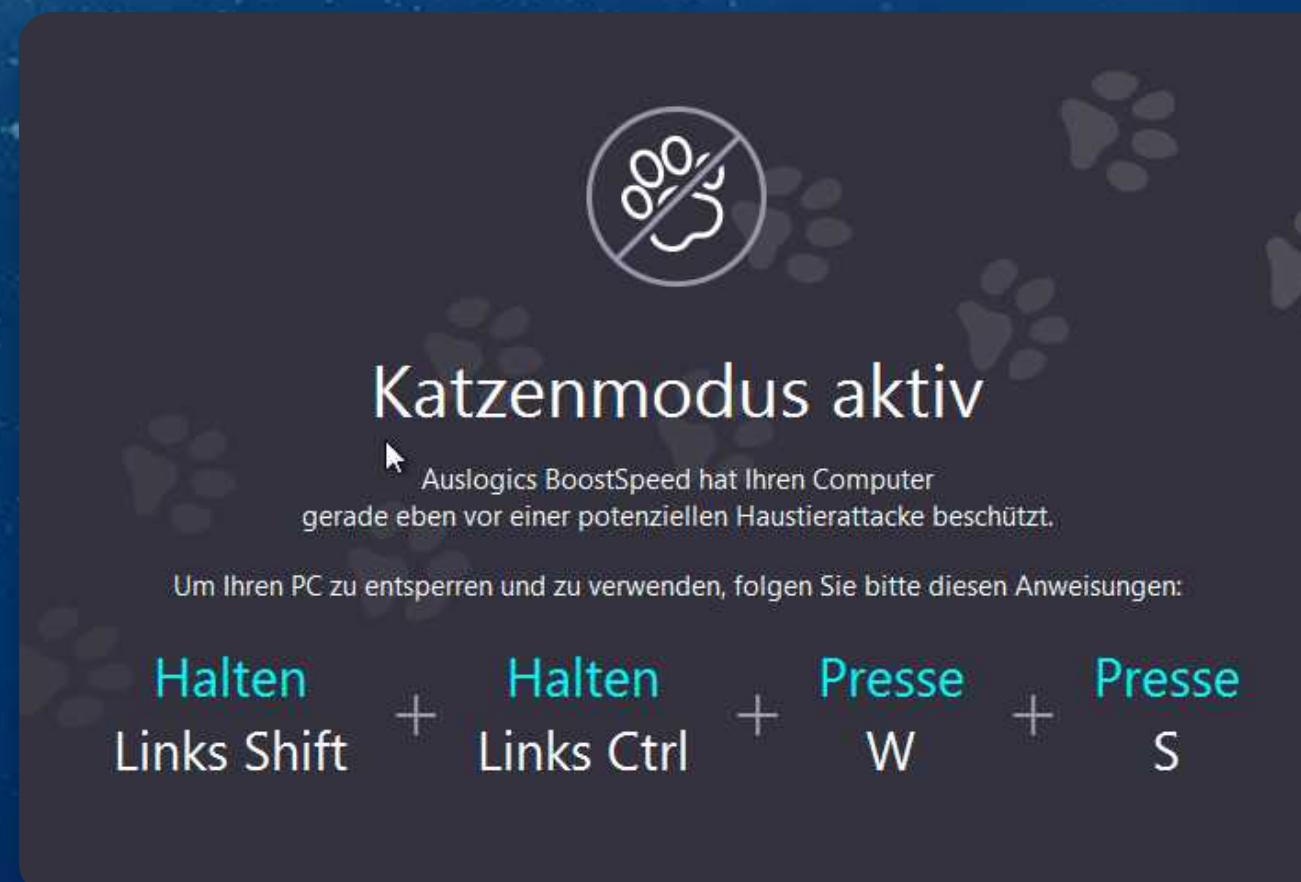 Katzenmodus aktiv
Auslogics BoostSpeed hat Ihren Computer
gerade eben vor einer potenziellen Haustierattacke beschützt.
Um Ihren PC zu entsperren und zu verwenden, folgen Sie bitte diesen Anweisungen:
Halten + Halten + Presse + Presse
Links Shift Links Ctrl W S